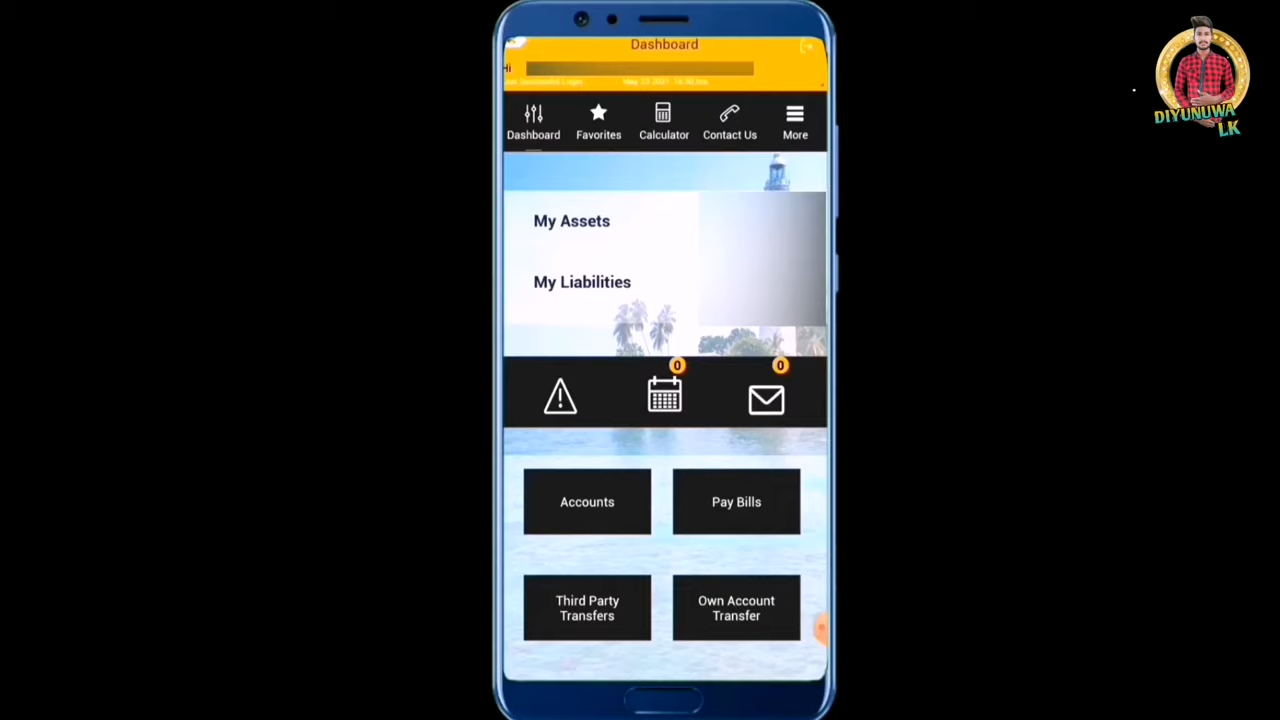 Dashboard
Hi
Dashboard
Favorites
Calculator
Contact Us
More
My Assets
My Liabilities
0
0
Accounts
Pay Bills
Third Party
Transfers
Own Account
Transfer
DIYUNUWA
LK